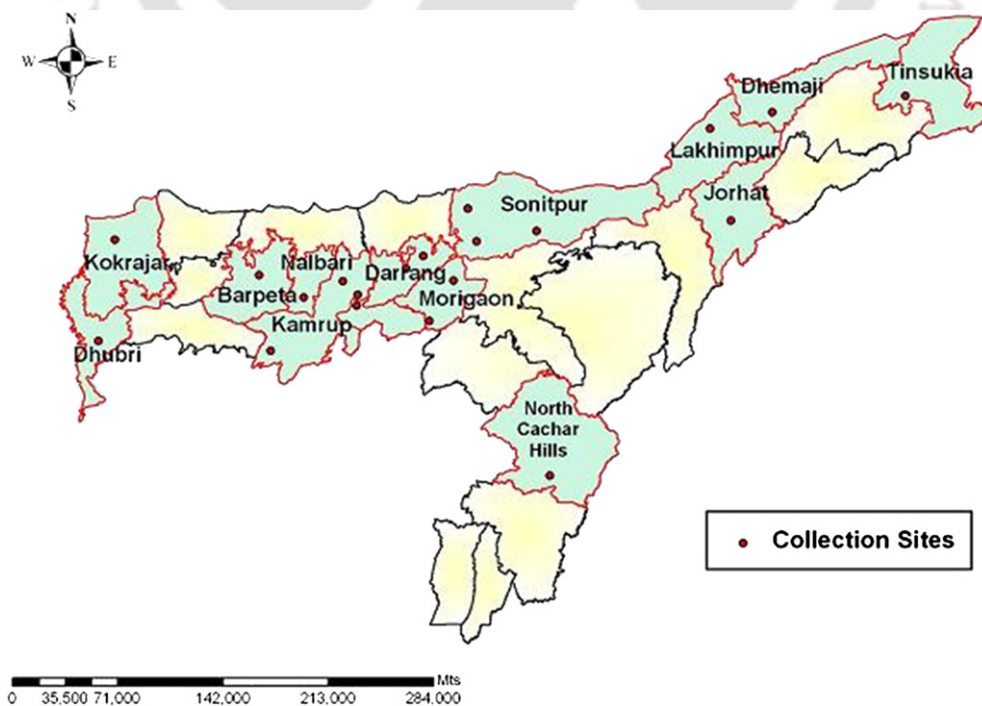 N
W E
S
Tinsukia
Dhemaji
Lakhimpur
Jorhat
Sonitpur
Kokrajar
Nalbari
Darrang
Barpeta
Morigaon
Kamrup
Dhubri
North
Cachar
Hills
Collection Sites
Mts
0 35,500 71,000 142,000 213,000 284.000